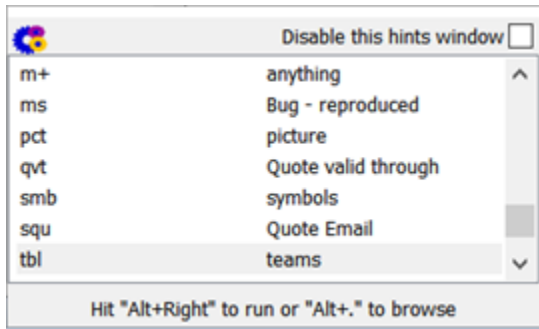 Disable this hints window
m+ anything
ms Bug - reproduced
pct picture
qvt Quote valid through
smb symbols
squ Quote Email
tbl teams
Hit "Alt+Right" to run or "Alt+." to browse